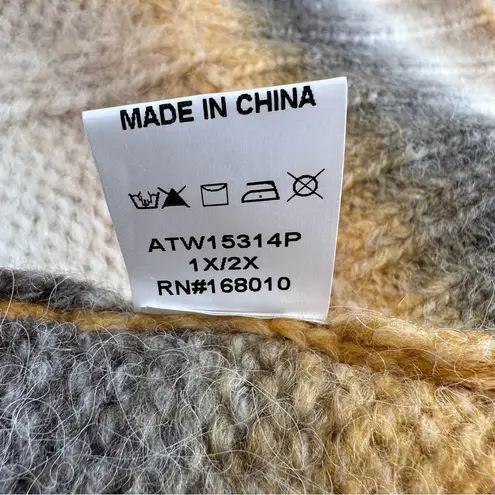 MADE IN CHINA
ATW15314P
1X/2X
RN#168010